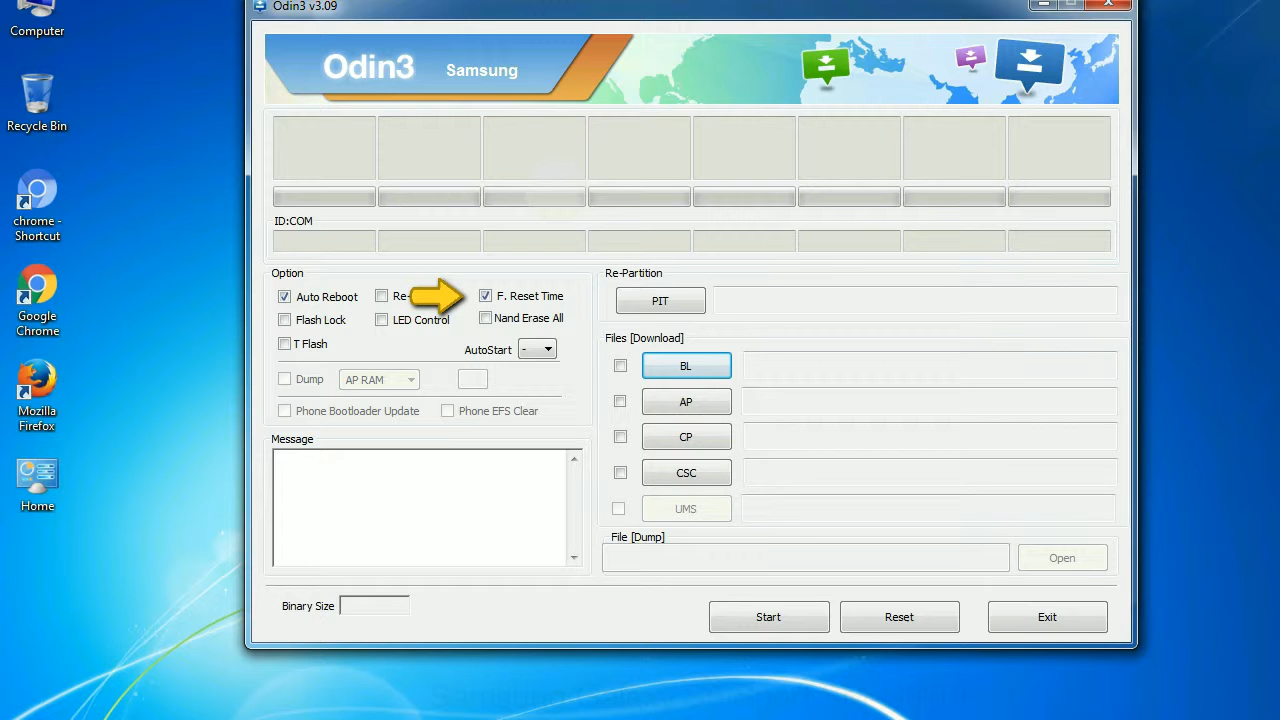 Odin3 v3.09
Computer
Recycle Bin
chrome -
Shortcut
Google
Chrome
Mozilla
Firefox
Home
Odin3 Samsung
ID:COM
Option
Auto Reboot
F. Reset Time
Flash Lock
LED Control
Nand Erase All
T Flash
AutoStart -
Dump AP RAM
Phone Bootloader Update Phone EFS Clear
Message
Re-Partition
PIT
Files [Download]
BL
AP
CP
CSC
UMS
File [Dump]
Open
Binary Size
Start Reset Exit